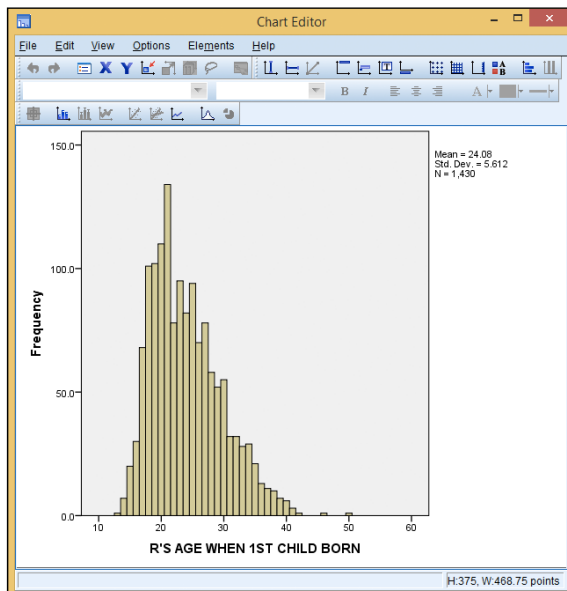 Chart Editor
File Edit View Options Elements Help
X Y
B I A
Mean = 24.08
Std. Dev. = 5.612
N = 1,430
150.0
100.0
50.0
0.0
Frequency
10 20 30 40 50 60
R'S AGE WHEN 1ST CHILD BORN
H:375, W:468.75 points